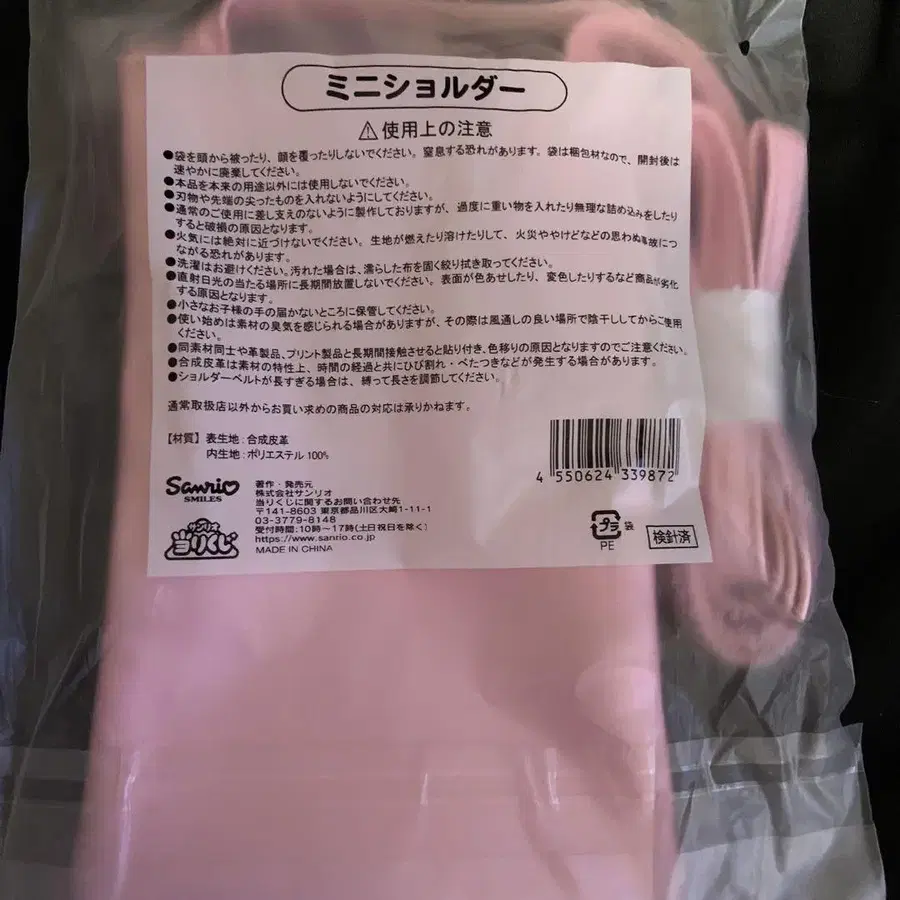 ミニショルダー
⚠使用上の注意
●袋を頭から被ったり、顔を覆ったりしないでください。窒息する恐れがあります。袋は梱包材なので、開封後は
速やかに廃棄してください。
●本品を本来の用途以外には使用しないでください。
●刃物や先端の尖ったものを入れないようにしてください。
●通常のご使用に差し支えのないように製作しておりますが、過度に重い物を入れたり無理な詰め込みをしたり
すると破損の原因となります。
●火気には絶対に近づけないでください。生地が燃えたり溶けたりして、火災ややけどなどの思わぬ事故につ
ながる恐れがあります。
●洗濯はお避けください。汚れた場合は、濡らした布を固く絞り拭き取ってください。
●直射日光の当たる場所に長期間放置しないでください。表面が色あせしたり、変色したりするなど商品が劣化
する原因となります。
●小さなお子様の手の届かないところに保管してください。
●使い始めは素材の臭気を感じられる場合がありますが、その際は風通しの良い場所で陰干ししてからご使用
ください。
●同素材同士や革製品、プリント製品と長期間接触させると貼り付き、色移りの原因となりますのでご注意ください。
●合成皮革は素材の特性上、時間の経過と共にひび割れ・べたつきなどが発生する場合があります。
●ショルダーベルトが長すぎる場合は、縛って長さを調節してください。
通常取扱店以外からお買い求めの商品の対応は承りかねます。
【材質】表生地:合成皮革
内生地:ポリエステル100%
4 550624 339872
Sanrio
SMILES
サンリオ
当りくじ
著作・発売元
株式会社サンリオ
当りくじに関するお問い合わせ先
〒141-8603 東京都品川区大崎1-11-1
03-3779-8148
受付時間:10時~17時(土日祝日を除く)
https://www.sanrio.co.jp
MADE IN CHINA
プラ 袋
PE
検針済